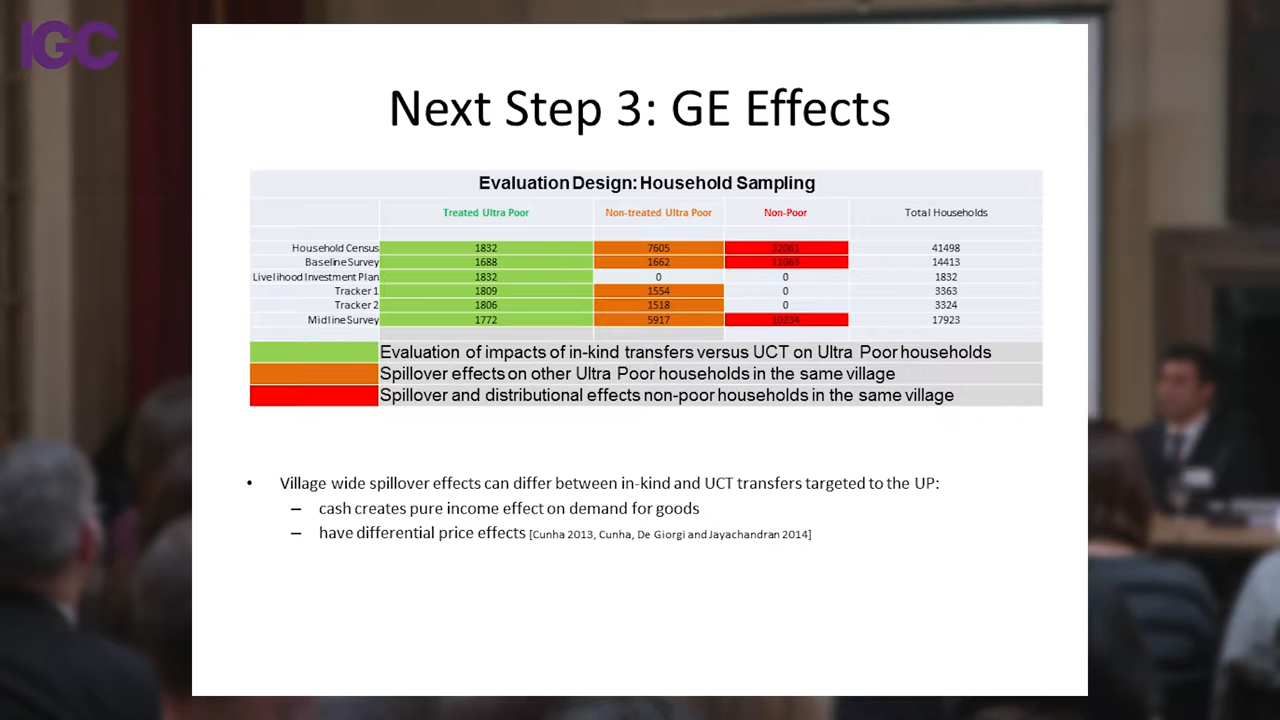 IGC
Next Step 3: GE Effects
Evaluation Design: Household Sampling
Treated Ultra Poor Non-treated Ultra Poor Non-Poor Total Households
Household Census 1832 7605 32061 41498
Baseline Survey 1688 1662 11063 14413
Livelihood Investment Plan 1832 0 0 1832
Tracker 1 1809 1554 0 3363
Tracker 2 1806 1518 0 3324
Midline Survey 1772 5917 10234 17923
Evaluation of impacts of in-kind transfers versus UCT on Ultra Poor households
Spillover effects on other Ultra Poor households in the same village
Spillover and distributional effects non-poor households in the same village
• Village wide spillover effects can differ between in-kind and UCT transfers targeted to the UP:
– cash creates pure income effect on demand for goods
– have differential price effects [Cunha 2013, Cunha, De Giorgi and Jayachandran 2014]